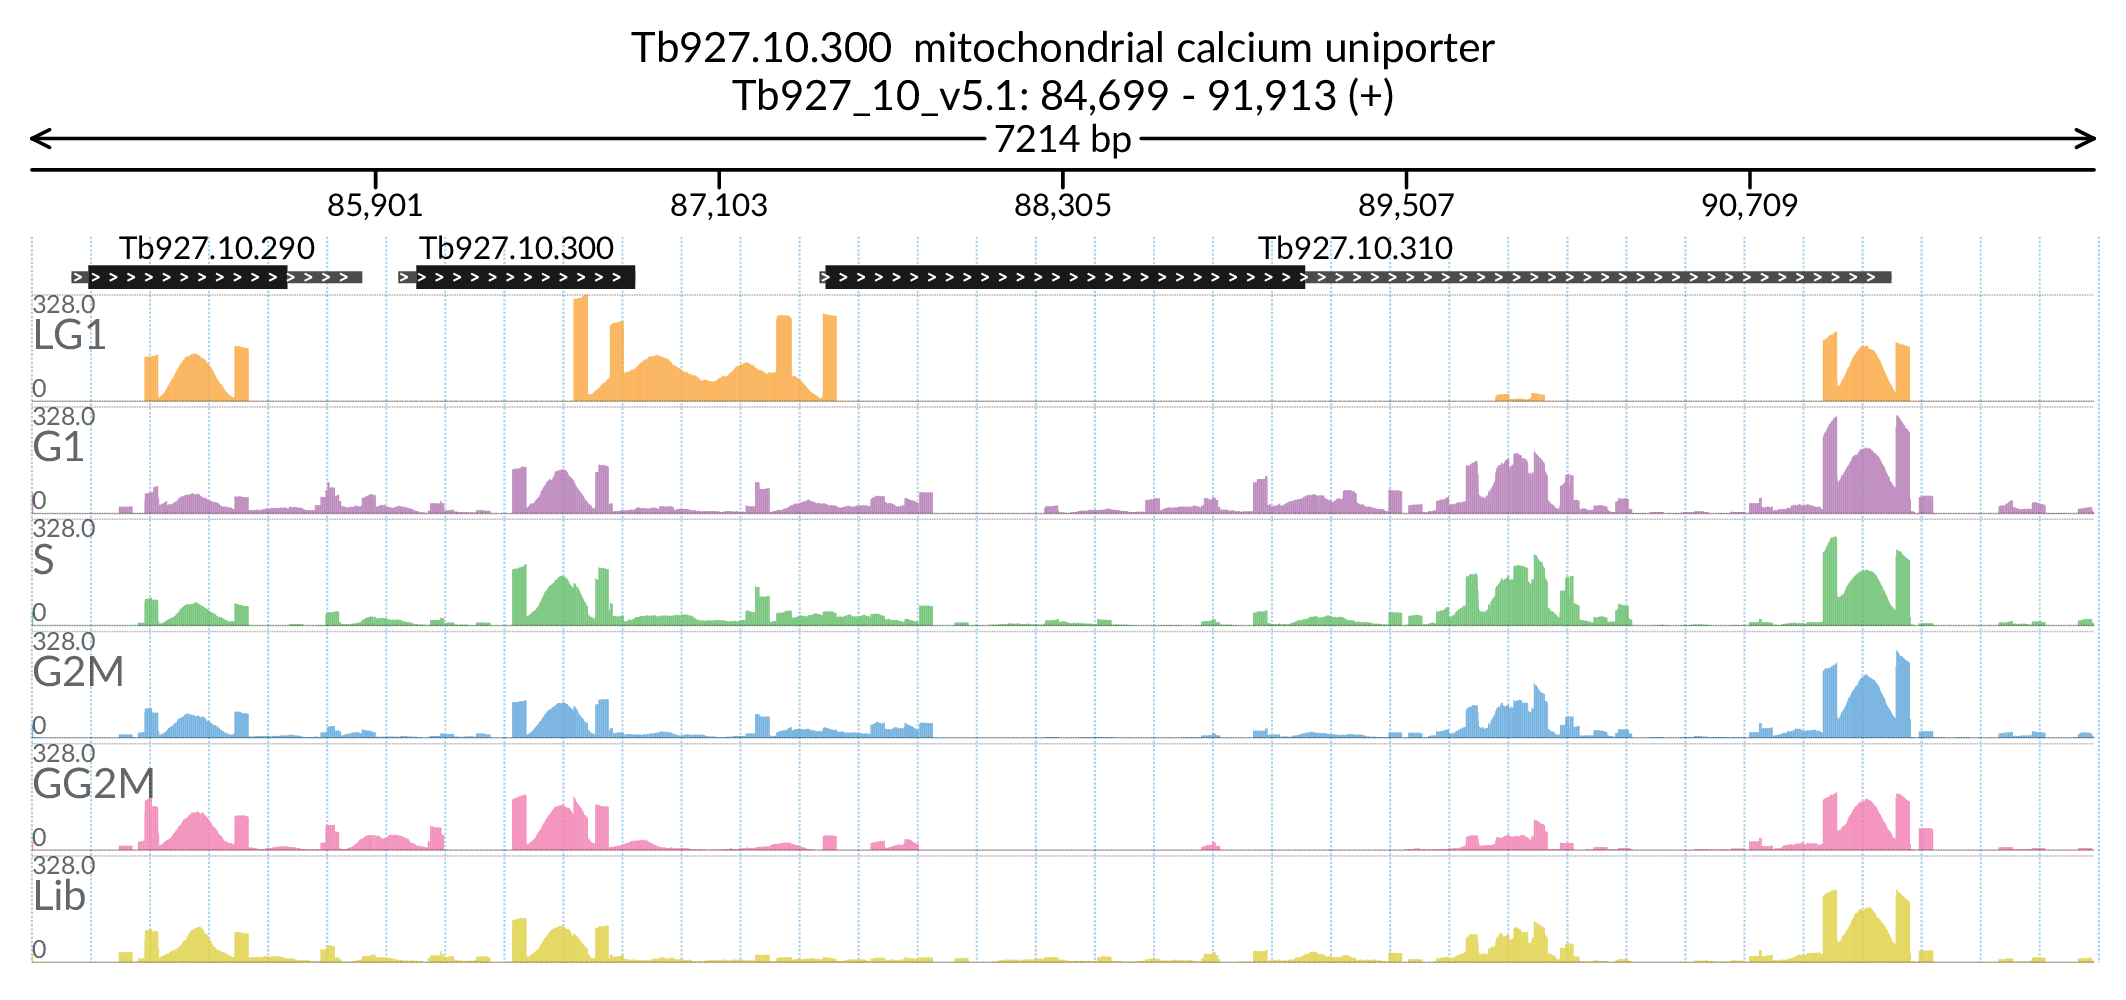 Tb927.10.300  mitochondrial calcium uniporter
Tb927_10_v5.1: 84,699 - 91,913 (+)
7214 bp
85,901 87,103 88,305 89,507 90,709
Tb927.10.290 Tb927.10.300 Tb927.10.310
328.0
LG1
0
328.0
G1
0
328.0
S
0
328.0
G2M
0
328.0
GG2M
0
328.0
Lib
0